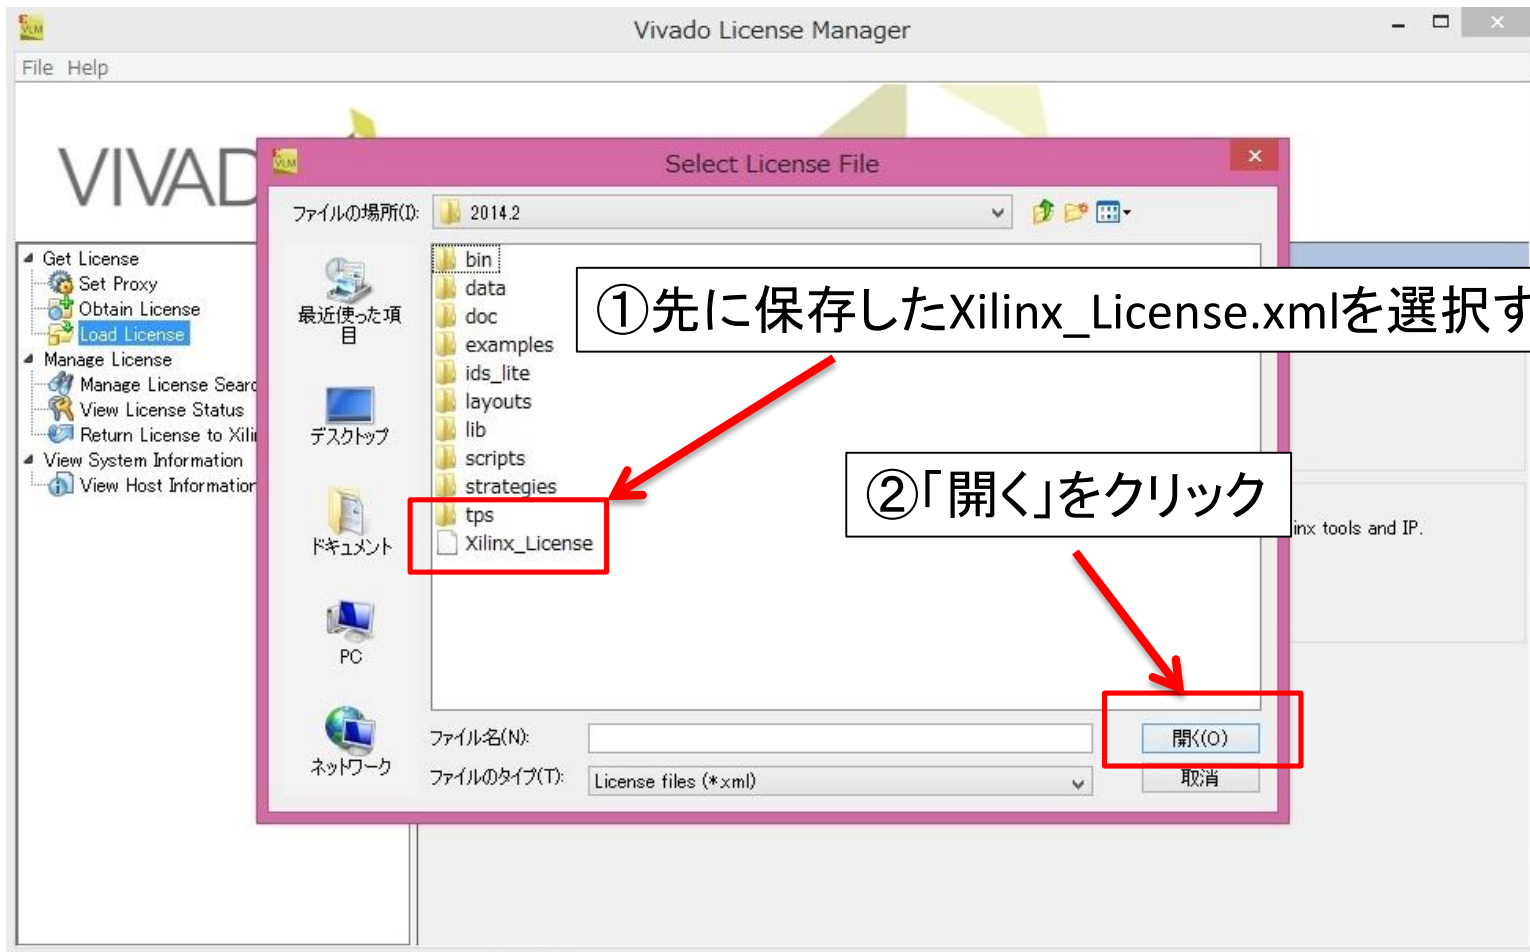 Vivado License Manager
File Help
VIVAD
Select License File
ファイルの場所(I):
2014.2
Get License
Set Proxy
Obtain License
Load License
Manage License
Manage License Searc
View License Status
Return License to Xili
View System Information
View Host Information
最近使った項
目
デスクトップ
ドキュメント
PC
ネットワーク
bin
data
doc
examples
ids_lite
layouts
lib
scripts
strategies
tps
Xilinx_License
①先に保存したXilinx_License.xmlを選択す
②「開く」をクリック
inx tools and IP.
ファイル名(N):
開く(O)
ファイルのタイプ(T):
License files (*.xml)
取消